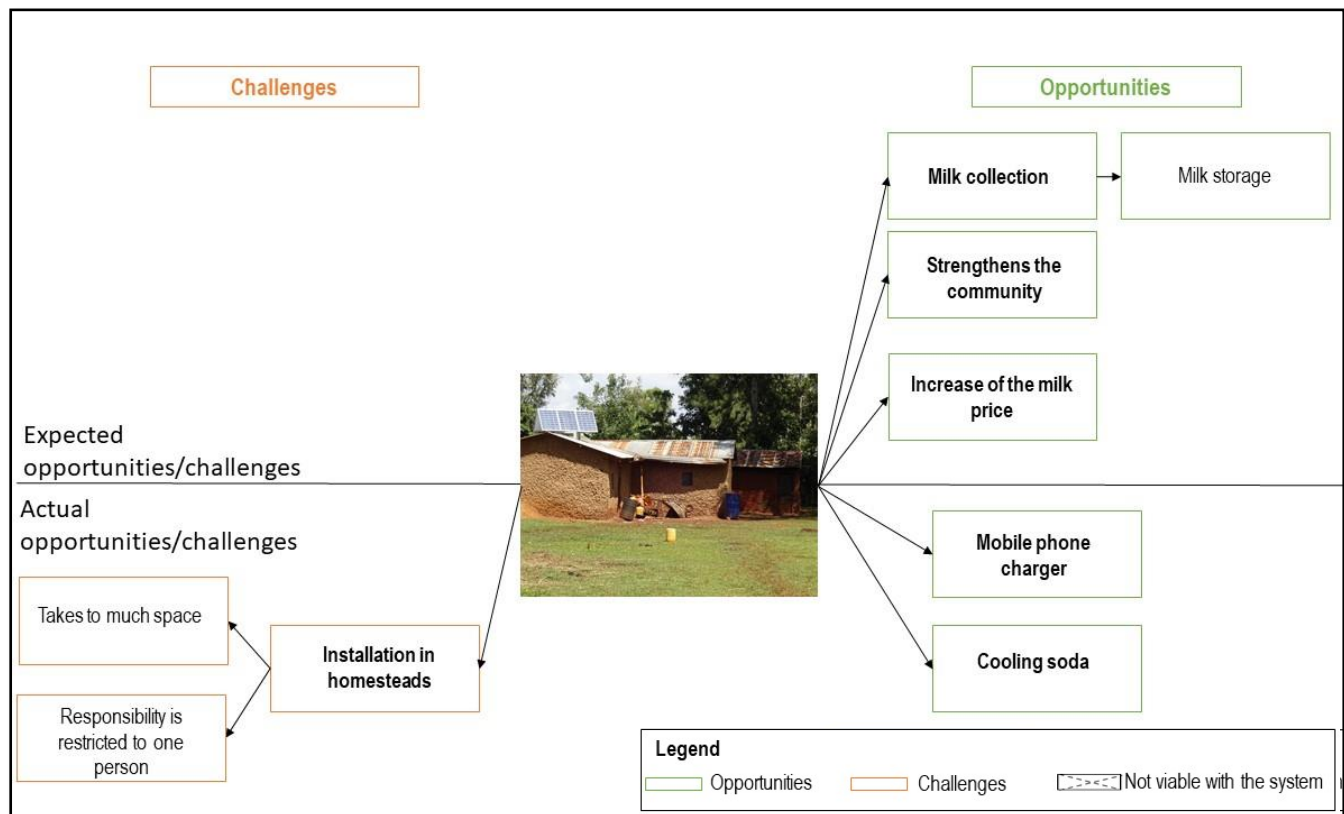 Challenges
Opportunities
Milk collection
Milk storage
Strengthens the
community
Increase of the milk
price
Expected
opportunities/challenges
Actual
opportunities/challenges
Mobile phone
charger
Takes to much space
Installation in
homesteads
Cooling soda
Responsibility is
restricted to one
person
Legend
Opportunities
Challenges
Not viable with the system